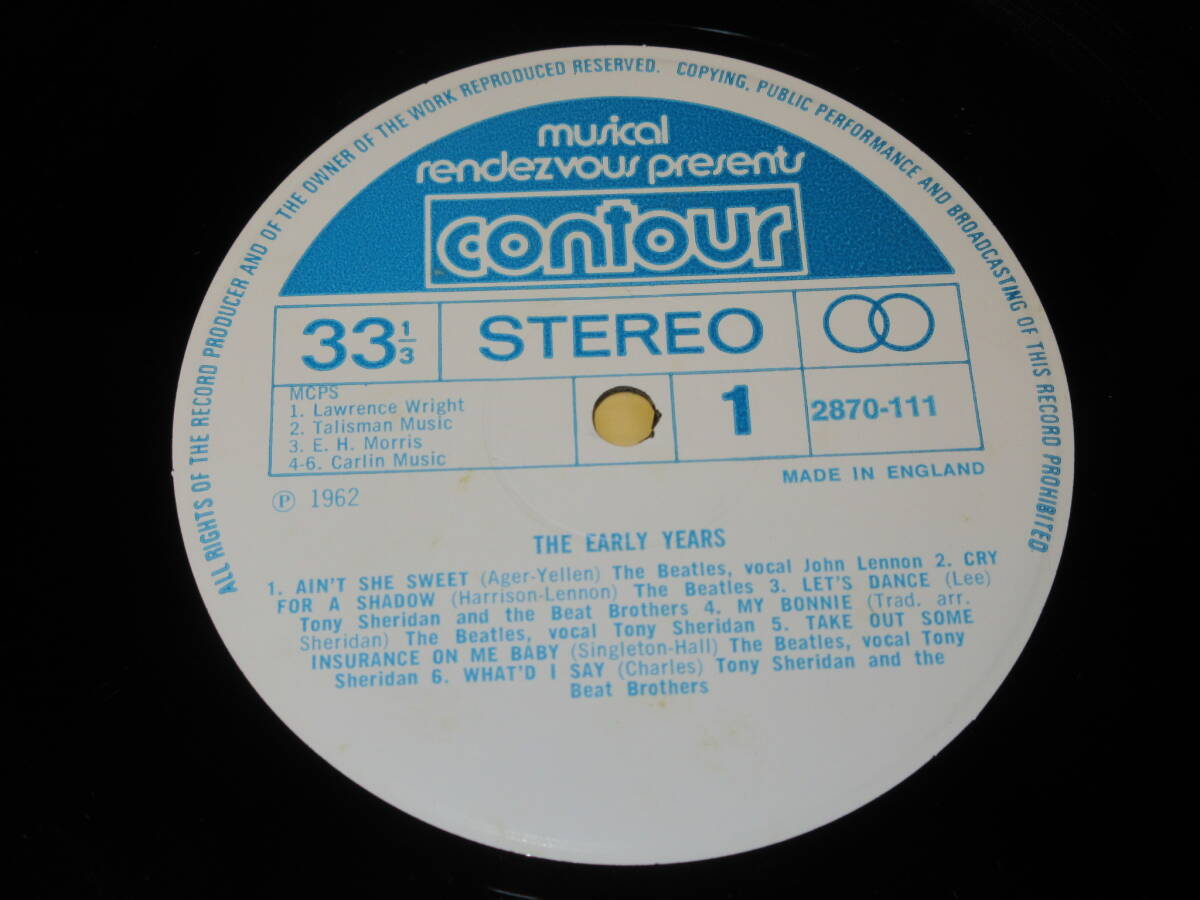 ALL RIGHTS OF THE RECORD PRODUCER AND OF THE OWNER OF THE WORK REPRODUCED RESERVED. COPYING, PUBLIC PERFORMANCE AND BROADCASTING OF THIS RECORD PROHIBITED
musical
rendezvous presents
contour
33 1/3
STEREO
MCPS
1. Lawrence Wright
2. Talisman Music
3. E. H. Morris
4-6. Carlin Music
1
2870-111
MADE IN ENGLAND
Ⓟ 1962
THE EARLY YEARS
1. AIN'T SHE SWEET (Ager-Yellen) The Beatles, vocal John Lennon 2. CRY
FOR A SHADOW (Harrison-Lennon) The Beatles 3. LET'S DANCE (Lee)
Tony Sheridan and the Beat Brothers 4. MY BONNIE (Trad. arr.
Sheridan) The Beatles, vocal Tony Sheridan 5. TAKE OUT SOME
INSURANCE ON ME BABY (Singleton-Hall) The Beatles, vocal Tony
Sheridan 6. WHAT'D I SAY (Charles) Tony Sheridan and the
Beat Brothers